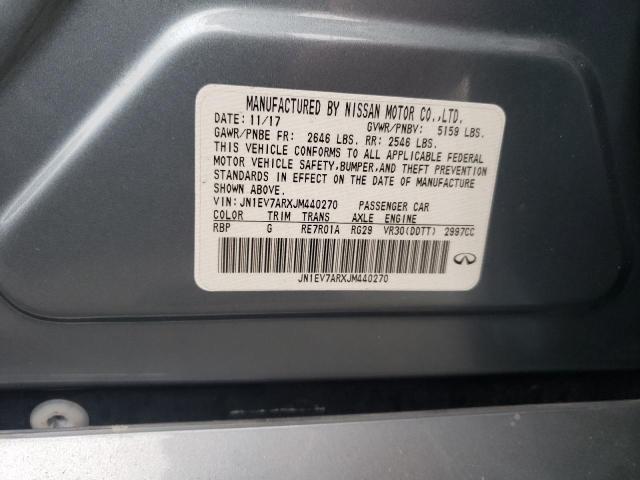 MANUFACTURED BY NISSAN MOTOR CO.,LTD.
DATE: 11/17 GVWR/PNBV: 5159 LBS.
GAWR/PNBE FR: 2646 LBS. RR: 2546 LBS.
THIS VEHICLE CONFORMS TO ALL APPLICABLE FEDERAL
MOTOR VEHICLE SAFETY,BUMPER,AND THEFT PREVENTION
STANDARDS IN EFFECT ON THE DATE OF MANUFACTURE
SHOWN ABOVE.
VIN: JN1EV7ARXJM440270 PASSENGER CAR
COLOR TRIM TRANS AXLE ENGINE
RBP G RE7R01A RG29 VR30(DDTT) 2997CC
JN1EV7ARXJM440270